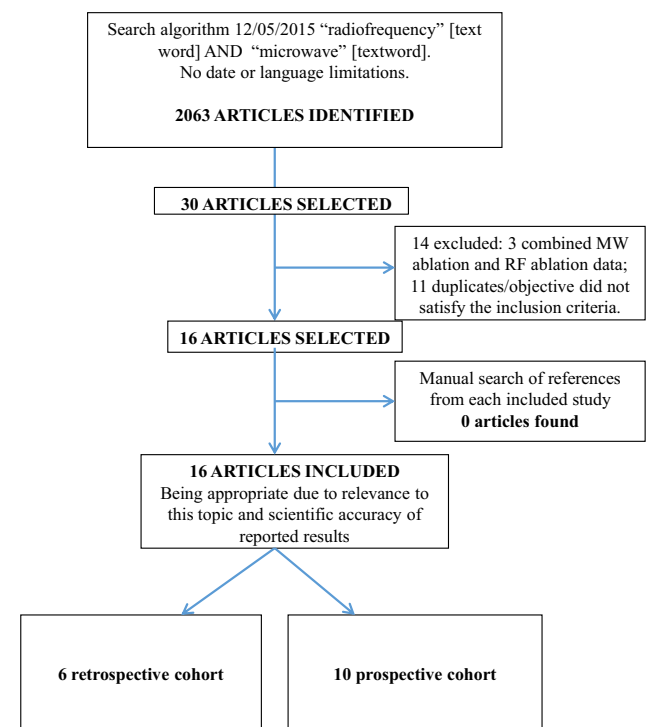 Search algorithm 12/05/2015 “radiofrequency” [text
word] AND “microwave” [textword].
No date or language limitations.
2063 ARTICLES IDENTIFIED
30 ARTICLES SELECTED
14 excluded: 3 combined MW
ablation and RF ablation data;
11 duplicates/objective did not
satisfy the inclusion criteria.
16 ARTICLES SELECTED
Manual search of references
from each included study
0 articles found
16 ARTICLES INCLUDED
Being appropriate due to relevance to
this topic and scientific accuracy of
reported results
6 retrospective cohort
10 prospective cohort